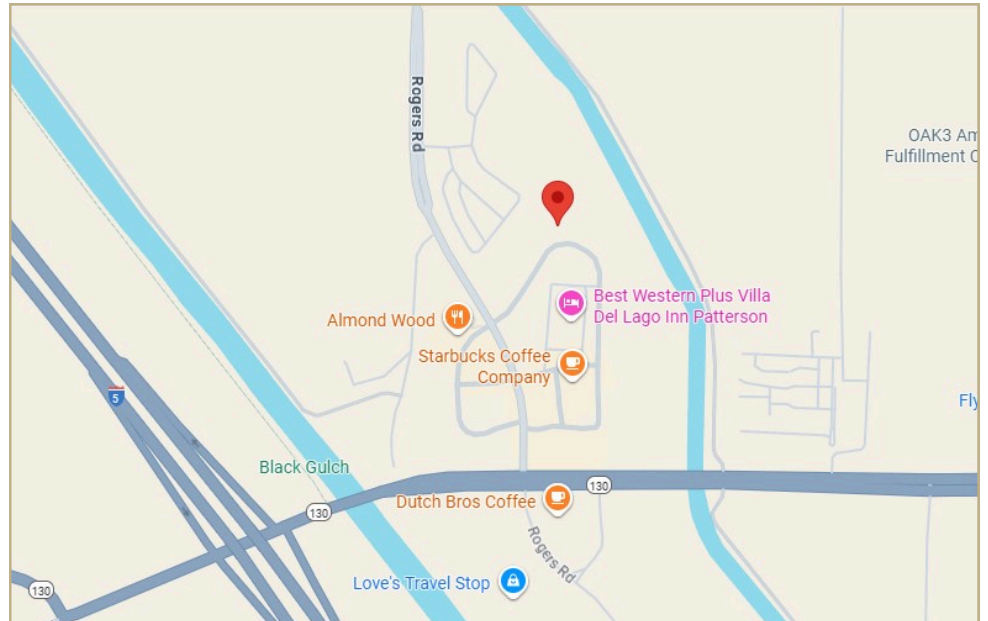 Rogers Rd
OAK3 Am
Fulfillment C
Best Western Plus Villa
Del Lago Inn Patterson
Almond Wood
Starbucks Coffee
Company
5
Fly
Black Gulch
130
Dutch Bros Coffee
130
Rogers Rd
Love's Travel Stop
130